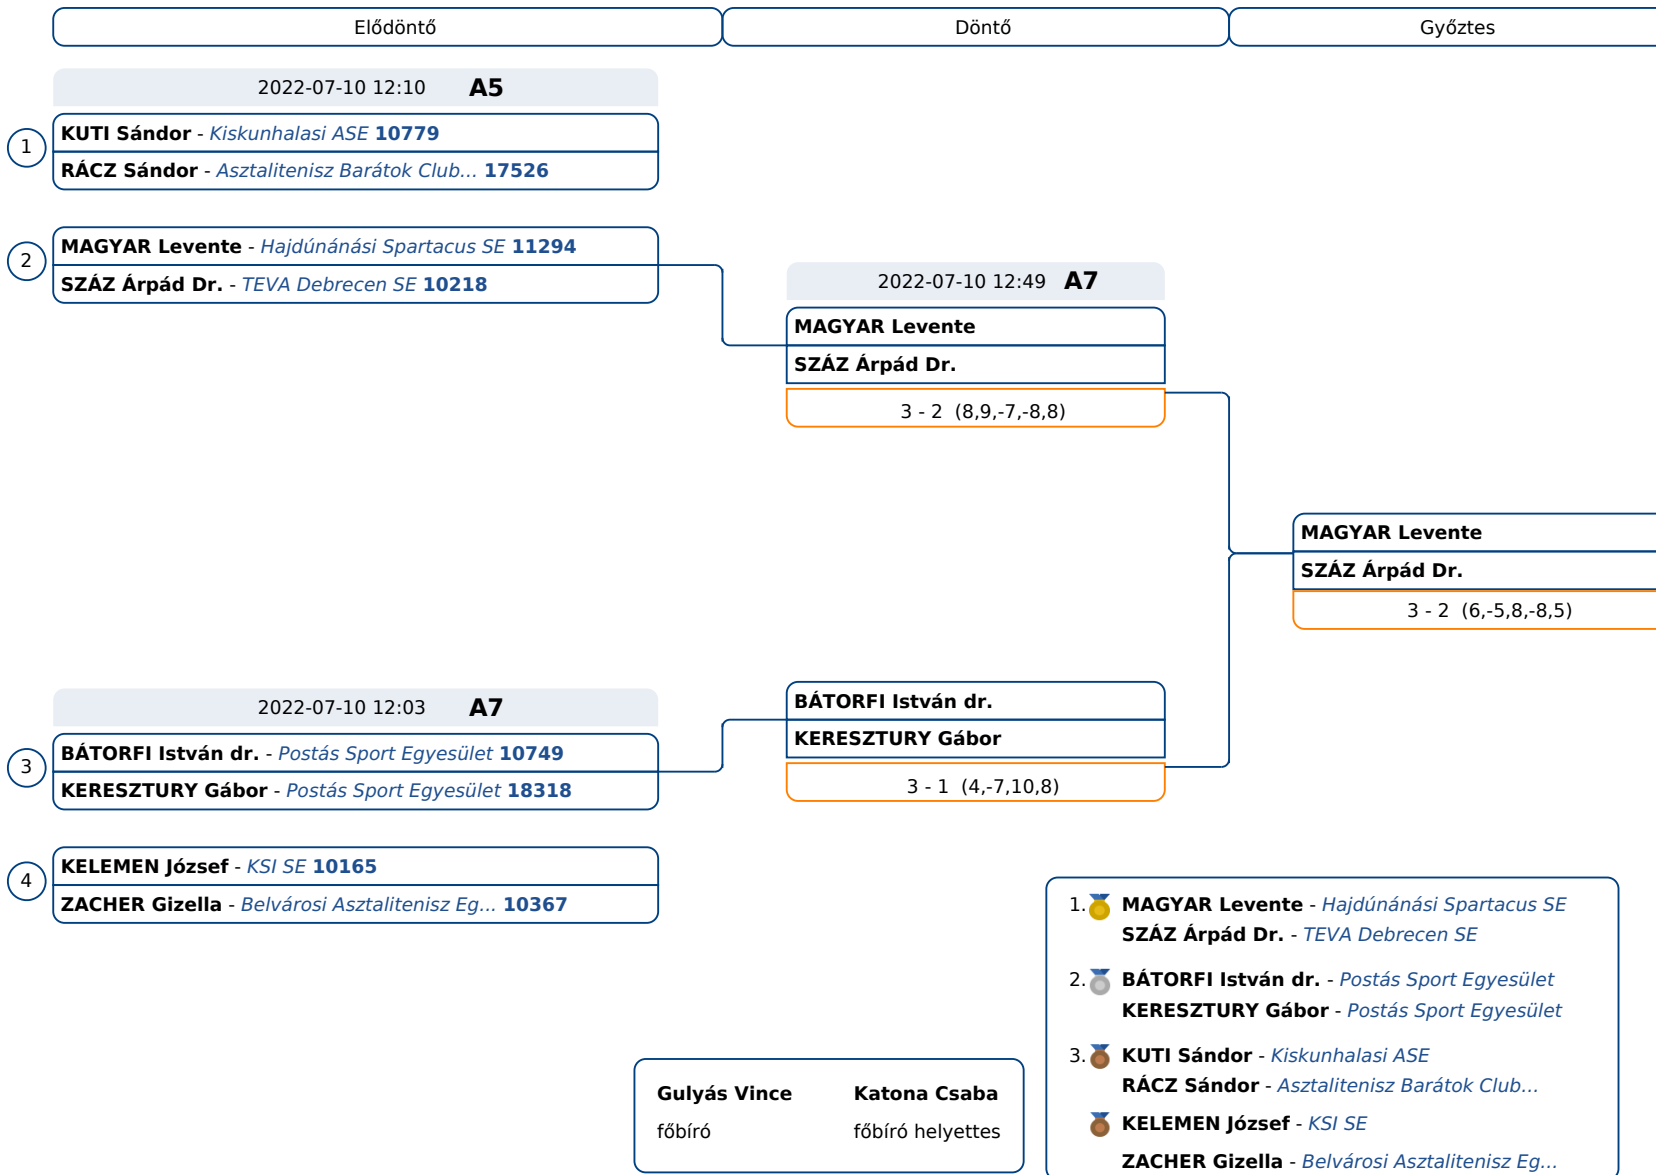 Elődöntő
Döntő
Győztes
2022-07-10 12:10 A5
1
KUTI Sándor - Kiskunhalasi ASE 10779
RÁCZ Sándor - Asztalitenisz Barátok Club... 17526
2
MAGYAR Levente - Hajdúnánási Spartacus SE 11294
SZÁZ Árpád Dr. - TEVA Debrecen SE 10218
2022-07-10 12:49 A7
MAGYAR Levente
SZÁZ Árpád Dr.
3 - 2 (8,9,-7,-8,8)
MAGYAR Levente
SZÁZ Árpád Dr.
3 - 2 (6,-5,8,-8,5)
2022-07-10 12:03 A7
3
BÁTORFI István dr. - Postás Sport Egyesület 10749
KERESZTURY Gábor - Postás Sport Egyesület 18318
BÁTORFI István dr.
KERESZTURY Gábor
3 - 1 (4,-7,10,8)
4
KELEMEN József - KSI SE 10165
ZACHER Gizella - Belvárosi Asztalitenisz Eg... 10367
1. MAGYAR Levente - Hajdúnánási Spartacus SE
SZÁZ Árpád Dr. - TEVA Debrecen SE
2. BÁTORFI István dr. - Postás Sport Egyesület
KERESZTURY Gábor - Postás Sport Egyesület
3. KUTI Sándor - Kiskunhalasi ASE
RÁCZ Sándor - Asztalitenisz Barátok Club...
KELEMEN József - KSI SE
ZACHER Gizella - Belvárosi Asztalitenisz Eg...
Gulyás Vince Katona Csaba
főbíró főbíró helyettes